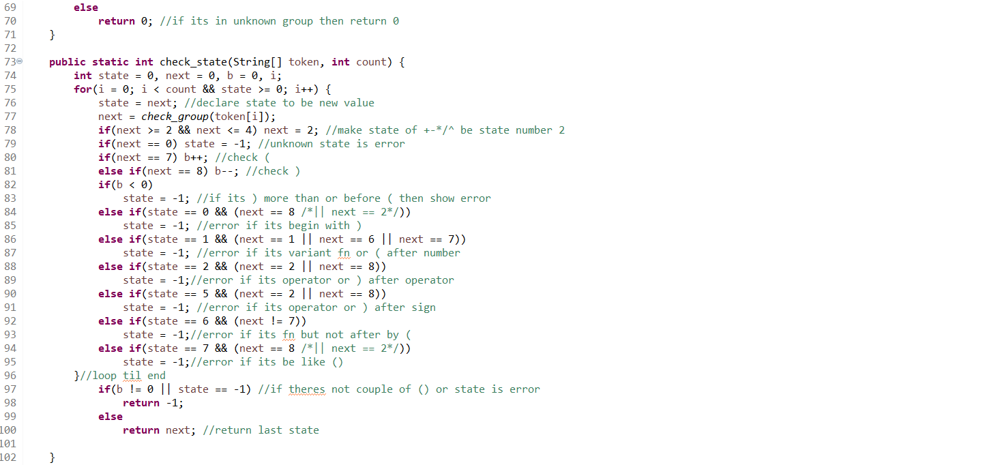 69 else
70 return 0; //if its in unknown group then return 0
71 }
72
73 public static int check_state(String[] token, int count) {
74 int state = 0, next = 0, b = 0, i;
75 for(i = 0; i < count && state >= 0; i++) {
76 state = next; //declare state to be new value
77 next = check_group(token[i]);
78 if(next >= 2 && next <= 4) next = 2; //make state of +-*/^ be state number 2
79 if(next == 0) state = -1; //unknown state is error
80 if(next == 7) b++; //check (
81 else if(next == 8) b--; //check )
82 if(b < 0)
83 state = -1; //if its ) more than or before ( then show error
84 else if(state == 0 && (next == 8 /*|| next == 2*/))
85 state = -1; //error if its begin with )
86 else if(state == 1 && (next == 1 || next == 6 || next == 7))
87 state = -1; //error if its variant fn or ( after number
88 else if(state == 2 && (next == 2 || next == 8))
89 state = -1;//error if its operator or ) after operator
90 else if(state == 5 && (next == 2 || next == 8))
91 state = -1; //error if its operator or ) after sign
92 else if(state == 6 && (next != 7))
93 state = -1;//error if its fn but not after by (
94 else if(state == 7 && (next == 8 /*|| next == 2*/))
95 state = -1;//error if its be like ()
96 }//loop til end
97 if(b != 0 || state == -1) //if theres not couple of () or state is error
98 return -1;
99 else
100 return next; //return last state
101
102 }